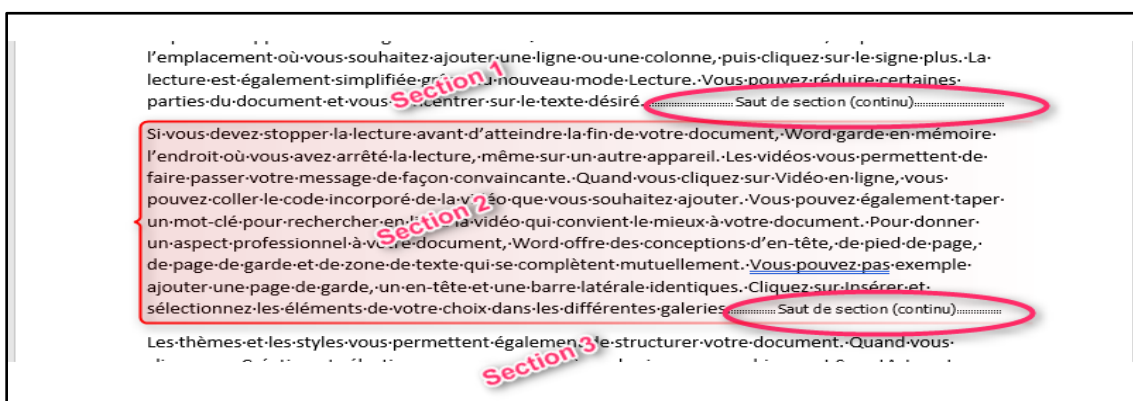 l'emplacement·où·vous·souhaitez·ajouter·une·ligne·ou·une·colonne,·puis·cliquez·sur·le·signe·plus.·La·
lecture·est·également·simplifiée· nouveau·mode·Lecture.·Vous·pouvez·réduire·certaines·
Section 1
parties·du·document·et·vous· sur·le·texte·désiré. Saut de section (continu)
Si·vous·devez·stopper·la·lecture·avant·d'atteindre·la·fin·de·votre·document,·Word·garde·en·mémoire·
l'endroit·où·vous·avez·arrêté·la·lecture,·même·sur·un·autre·appareil.·Les·vidéos·vous·permettent·de·
faire·passer·votre·message·de·façon·convaincante.·Quand·vous·cliquez·sur·Vidéo·en·ligne,·vous·
pouvez·coller·le·code·incorporé·de·la·vidéo·que·vous·souhaitez·ajouter.·Vous·pouvez·également·taper·
un·mot-clé·pour·rechercher·en· la·vidéo·qui·convient·le·mieux·à·votre·document.·Pour·donner·
Section 2
un·aspect·professionnel·à·votre·document,·Word·offre·des·conceptions·d'en-tête,·de·pied·de·page,·
de·page·de·garde·et·de·zone·de·texte·qui·se·complètent·mutuellement.·Vous·pouvez·pas·exemple·
ajouter·une·page·de·garde,·un·en-tête·et·une·barre·latérale·identiques.·Cliquez·sur·Insérer·et·
sélectionnez·les·éléments·de·votre·choix·dans·les·différentes·galeries. Saut de section (continu)
Les·thèmes·et·les·styles·vous·permettent·également·de·structurer·votre·document.·Quand·vous·
Section 3